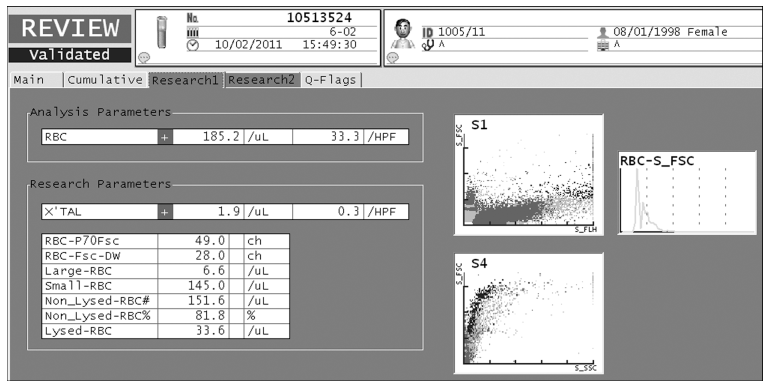 REVIEW
Validated
No. 10513524
6-02
10/02/2011 15:49:30
ID 1005/11
08/01/1998 Female
Main Cumulative Research1 Research2 Q-Flags
Analysis Parameters
RBC + 185.2 /uL 33.3 /HPF
Research Parameters
X'TAL + 1.9 /uL 0.3 /HPF
RBC-P70Fsc 49.0 ch
RBC-Fsc-DW 28.0 ch
Large-RBC 6.6 /uL
Small-RBC 145.0 /uL
Non_Lysed-RBC# 151.6 /uL
Non_Lysed-RBC% 81.8 %
Lysed-RBC 33.6 /uL
S1
S_FSC
S_FLH
S4
S_FSC
S_SSC
RBC-S_FSC